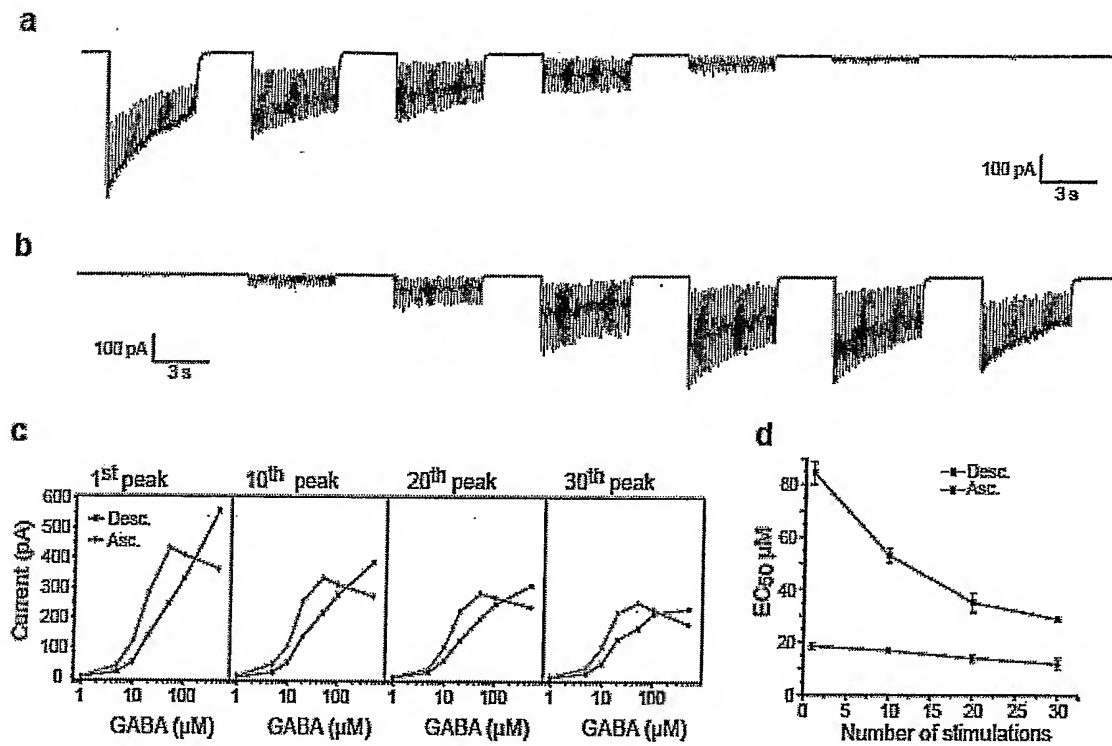 a
100 pA
3 s
b
100 pA
3 s
c
1st peak
10th peak
20th peak
30th peak
Current (pA)
600
500
400
300
200
100
0
Desc.
Asc.
1 10 100
1 10 100
1 10 100
1 10 100
GABA (µM)
GABA (µM)
GABA (µM)
GABA (µM)
d
EC50 µM
80
60
40
20
0
Desc.
Asc.
0 5 10 15 20 25 30
Number of stimulations